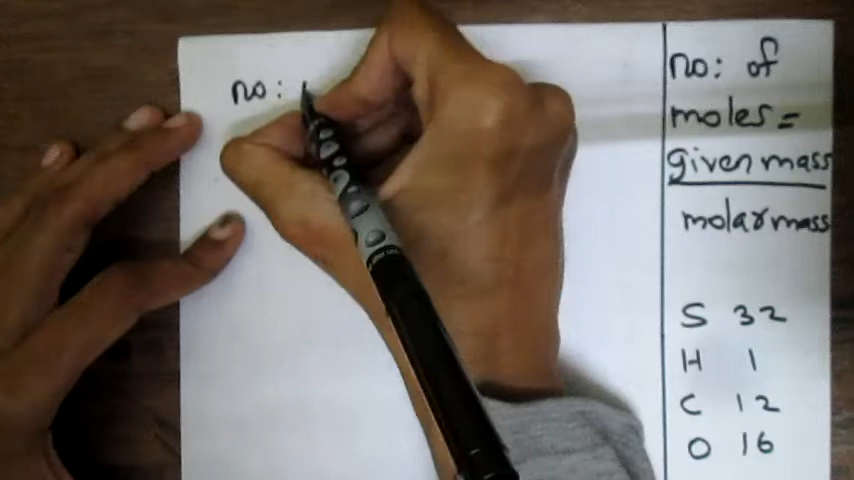 no:
no: of
moles =
given mass
molar mass
S 32
H 1
C 12
O 16